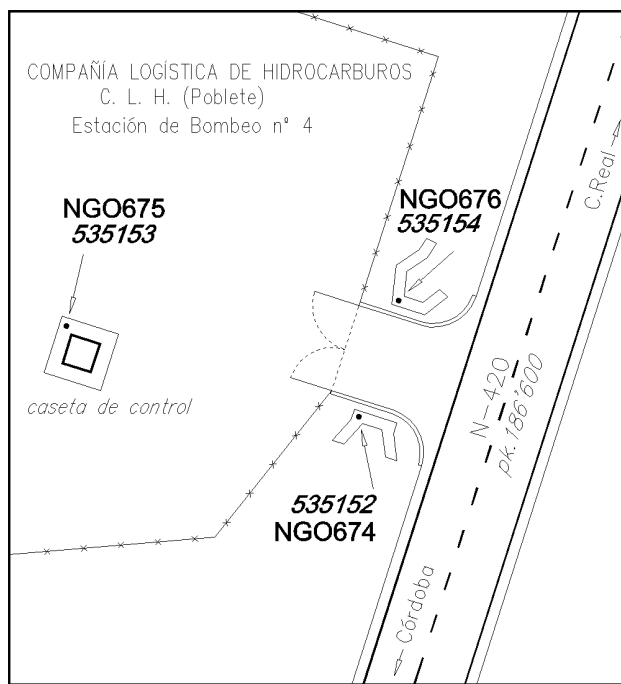 COMPAÑÍA LOGÍSTICA DE HIDROCARBUROS
C. L. H. (Poblete)
Estación de Bombeo nº 4
NGO675
535153
NGO676
535154
C.Real
N-420
pk.186'600
caseta de control
535152
NGO674
Córdoba